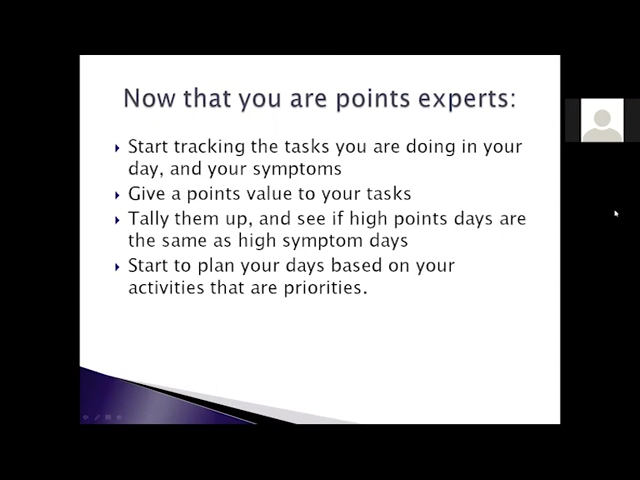 Now that you are points experts:
Start tracking the tasks you are doing in your
day, and your symptoms
Give a points value to your tasks
Tally them up, and see if high points days are
the same as high symptom days
Start to plan your days based on your
activities that are priorities.